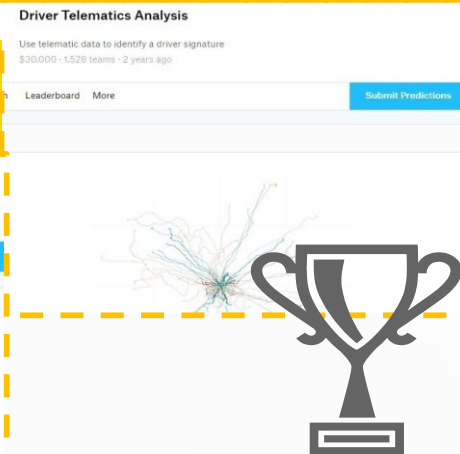 Driver Telematics Analysis
Use telematic data to identify a driver signature
$30,000 · 1,528 teams · 2 years ago
Leaderboard More Submit Predictions